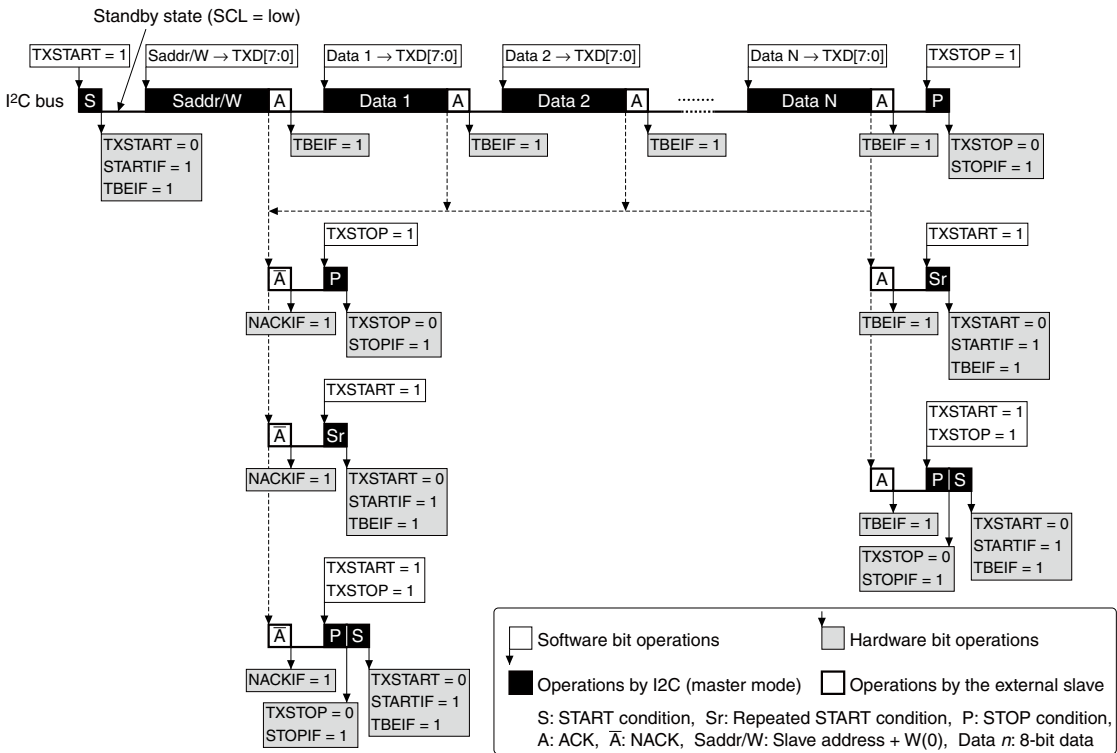 Standby state (SCL = low)
TXSTART = 1
Saddr/W → TXD[7:0]
Data 1 → TXD[7:0]
Data 2 → TXD[7:0]
Data N → TXD[7:0]
TXSTOP = 1
I²C bus
S
Saddr/W
A
Data 1
A
Data 2
A
Data N
A
P
TXSTART = 0
STARTIF = 1
TBEIF = 1
TBEIF = 1
TBEIF = 1
TBEIF = 1
TBEIF = 1
TXSTOP = 0
STOPIF = 1
TXSTOP = 1
A̅
P
NACKIF = 1
TXSTOP = 0
STOPIF = 1
TXSTART = 1
A
Sr
TBEIF = 1
TXSTART = 0
STARTIF = 1
TBEIF = 1
TXSTART = 1
A̅
Sr
NACKIF = 1
TXSTART = 0
STARTIF = 1
TBEIF = 1
TXSTART = 1
TXSTOP = 1
A
P
S
TBEIF = 1
TXSTOP = 0
STOPIF = 1
TXSTART = 0
STARTIF = 1
TBEIF = 1
TXSTART = 1
TXSTOP = 1
A̅
P
S
NACKIF = 1
TXSTOP = 0
STOPIF = 1
TXSTART = 0
STARTIF = 1
TBEIF = 1
Software bit operations
Hardware bit operations
Operations by I2C (master mode)
Operations by the external slave
S: START condition, Sr: Repeated START condition, P: STOP condition,
A: ACK, A̅: NACK, Saddr/W: Slave address + W(0), Data n: 8-bit data